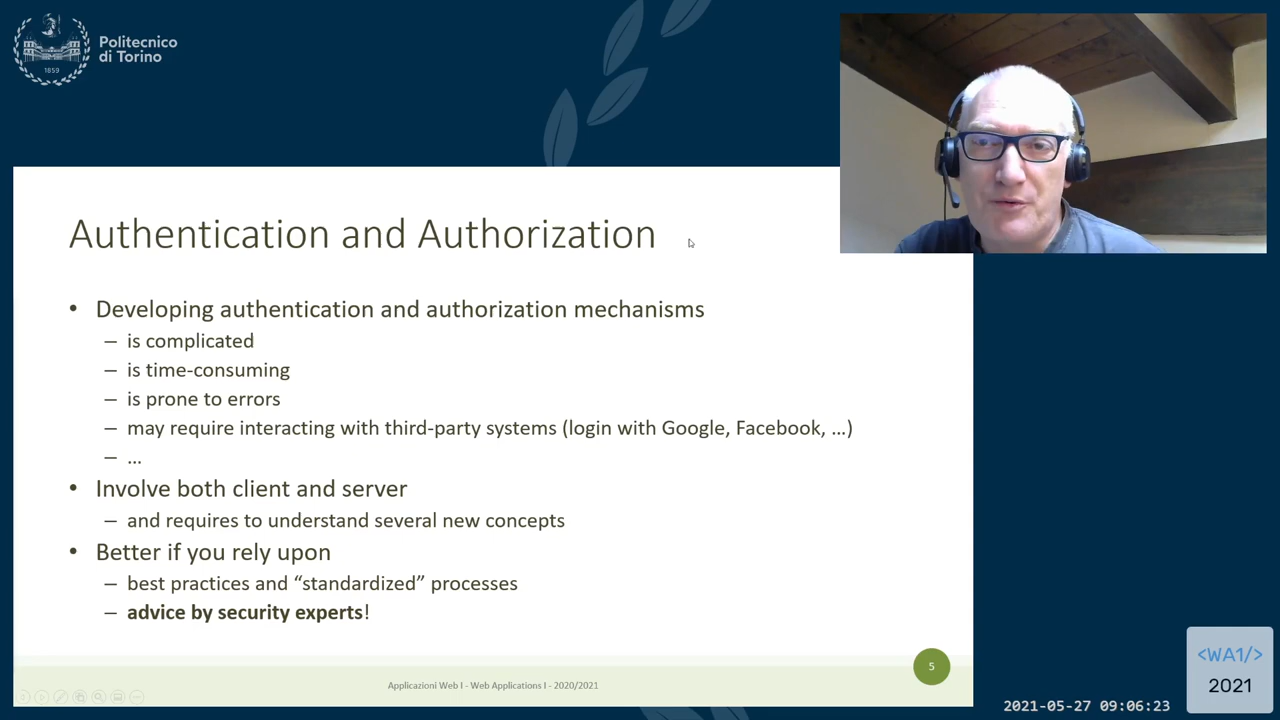 Politecnico
di Torino
1859
Authentication and Authorization
• Developing authentication and authorization mechanisms
– is complicated
– is time-consuming
– is prone to errors
– may require interacting with third-party systems (login with Google, Facebook, …)
– …
• Involve both client and server
– and requires to understand several new concepts
• Better if you rely upon
– best practices and “standardized” processes
– advice by security experts!
5
Applicazioni Web I - Web Applications I - 2020/2021
<WA1/>
2021
2021-05-27 09:06:23